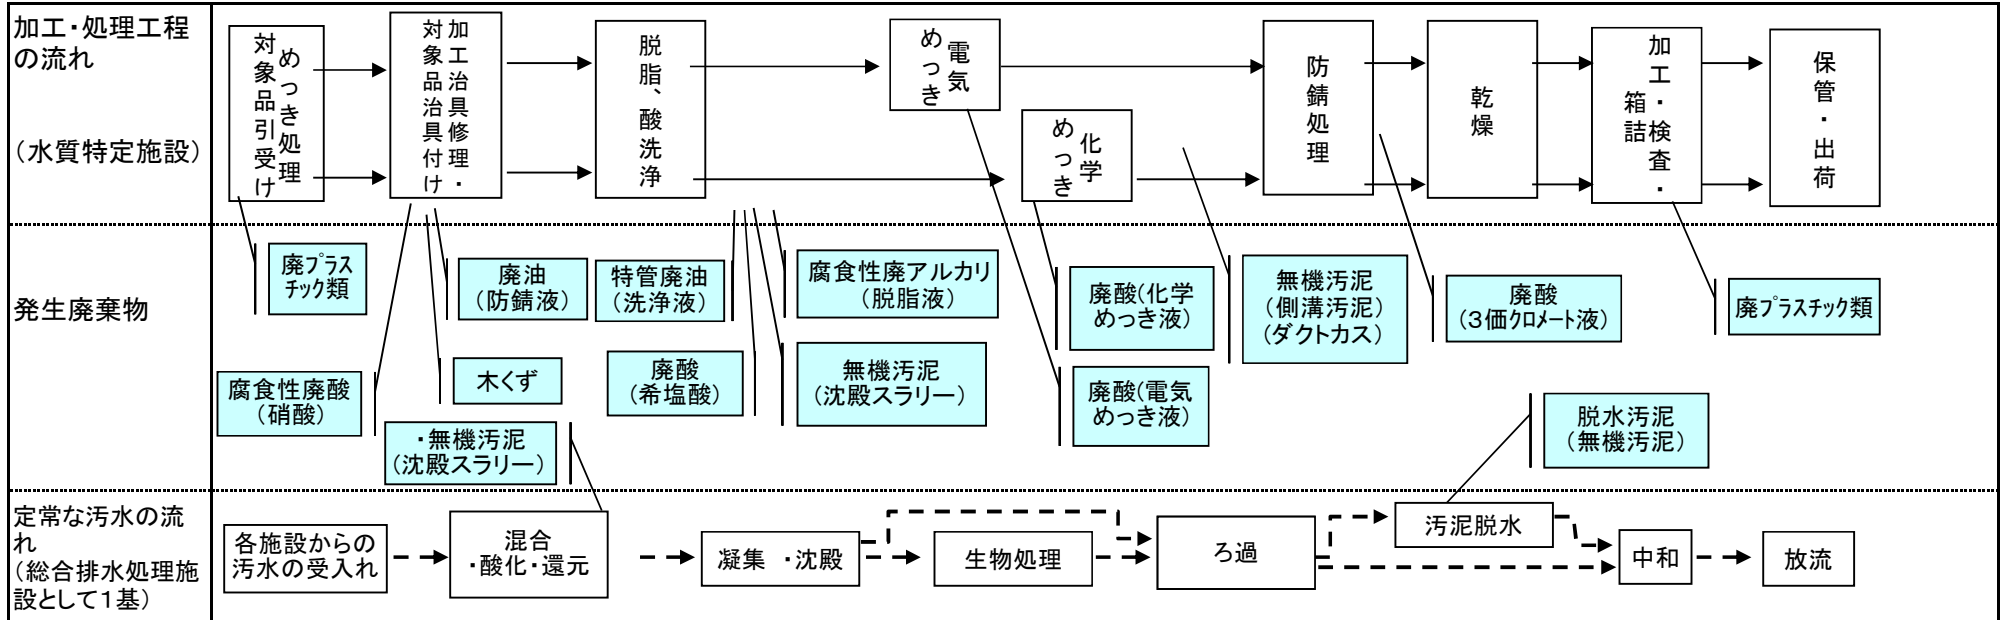 加工・処理工程
の流れ
（水質特定施設）
めっき処理
対象品引受け
加工治具修理・
対象品治具付け
脱脂、酸洗浄
電気
めっき
化学
めっき
防錆処理
乾燥
加工・検査・
箱詰
保管・出荷
発生廃棄物
廃プラス
チック類
廃油
（防錆液）
特管廃油
（洗浄液）
腐食性廃アルカリ
（脱脂液）
廃酸（化学
めっき液）
無機汚泥
（側溝汚泥）
（ダクトカス）
廃酸
（３価クロメート液）
廃プラスチック類
腐食性廃酸
（硝酸）
木くず
廃酸
（希塩酸）
無機汚泥
（沈殿スラリー）
廃酸（電気
めっき液）
・無機汚泥
（沈殿スラリー）
脱水汚泥
（無機汚泥）
定常な汚水の流
れ
（総合排水処理施
設として１基）
各施設からの
汚水の受入れ
混合
・酸化・還元
凝集　・沈殿
生物処理
ろ過
汚泥脱水
中和
放流